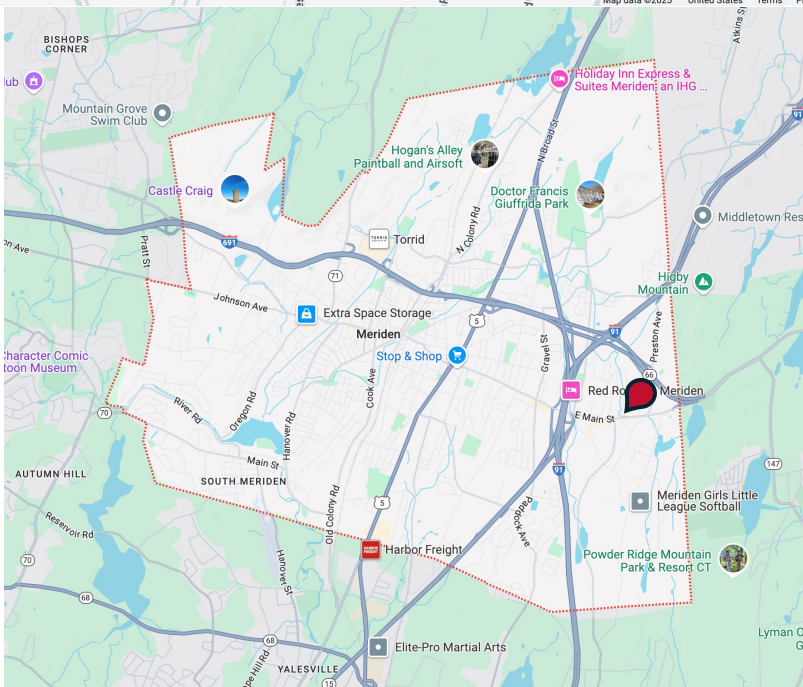 Map data ©2025 United States Terms
BISHOPS
CORNER
Atkins St
Holiday Inn Express &
Suites Meriden, an IHG ...
Mountain Grove
Swim Club
91
N Broad St
Hogan's Alley
Paintball and Airsoft
Castle Craig
Doctor Francis
Giuffrida Park
N Colony Rd
Middletown Res
TORRID
Torrid
691
Pratt St
71
Higby
Mountain
Johnson Ave
Extra Space Storage
5
Meriden
91
Preston Ave
Gravel St
Stop & Shop
Character Comic
toon Museum
Cook Ave
66
Red Ro Meriden
River Rd
Oregon Rd
70
Hanover Rd
E Main St
Main St
91
147
AUTUMN HILL
SOUTH MERIDEN
Old Colony Rd
5
Paddock Ave
Meriden Girls Little
League Softball
Reservoir Rd
HARBOR
FREIGHT
Harbor Freight
Hanover St
Powder Ridge Mountain
Park & Resort CT
70
68
68
Lyman O
Elite-Pro Martial Arts
YALESVILLE
15